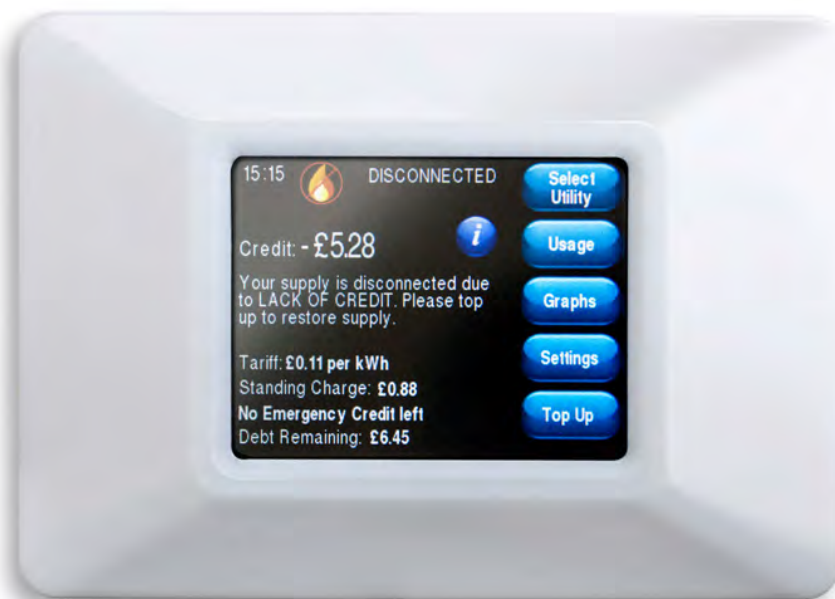 15:15 DISCONNECTED
Select
Utility
Credit: - £5.28
i
Usage
Your supply is disconnected due
to LACK OF CREDIT. Please top
up to restore supply.
Graphs
Tariff: £0.11 per kWh
Settings
Standing Charge: £0.88
No Emergency Credit left
Top Up
Debt Remaining: £6.45